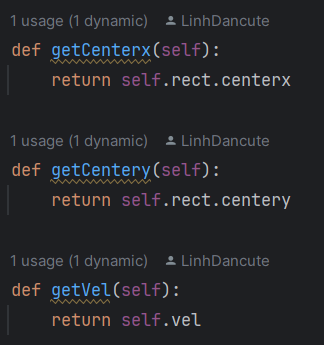 1 usage (1 dynamic) LinhDancute
def getCenterx(self):
return self.rect.centerx
1 usage (1 dynamic) LinhDancute
def getCentery(self):
return self.rect.centery
1 usage (1 dynamic) LinhDancute
def getVel(self):
return self.vel